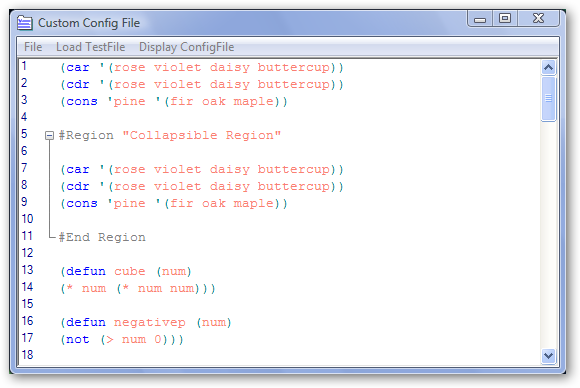 Custom Config File
File Load TestFile Display ConfigFile
1 (car '(rose violet daisy buttercup))
2 (cdr '(rose violet daisy buttercup))
3 (cons 'pine '(fir oak maple))
4
5 #Region "Collapsible Region"
6
7 (car '(rose violet daisy buttercup))
8 (cdr '(rose violet daisy buttercup))
9 (cons 'pine '(fir oak maple))
10
11 #End Region
12
13 (defun cube (num)
14 (* num (* num num)))
15
16 (defun negativep (num)
17 (not (> num 0)))
18